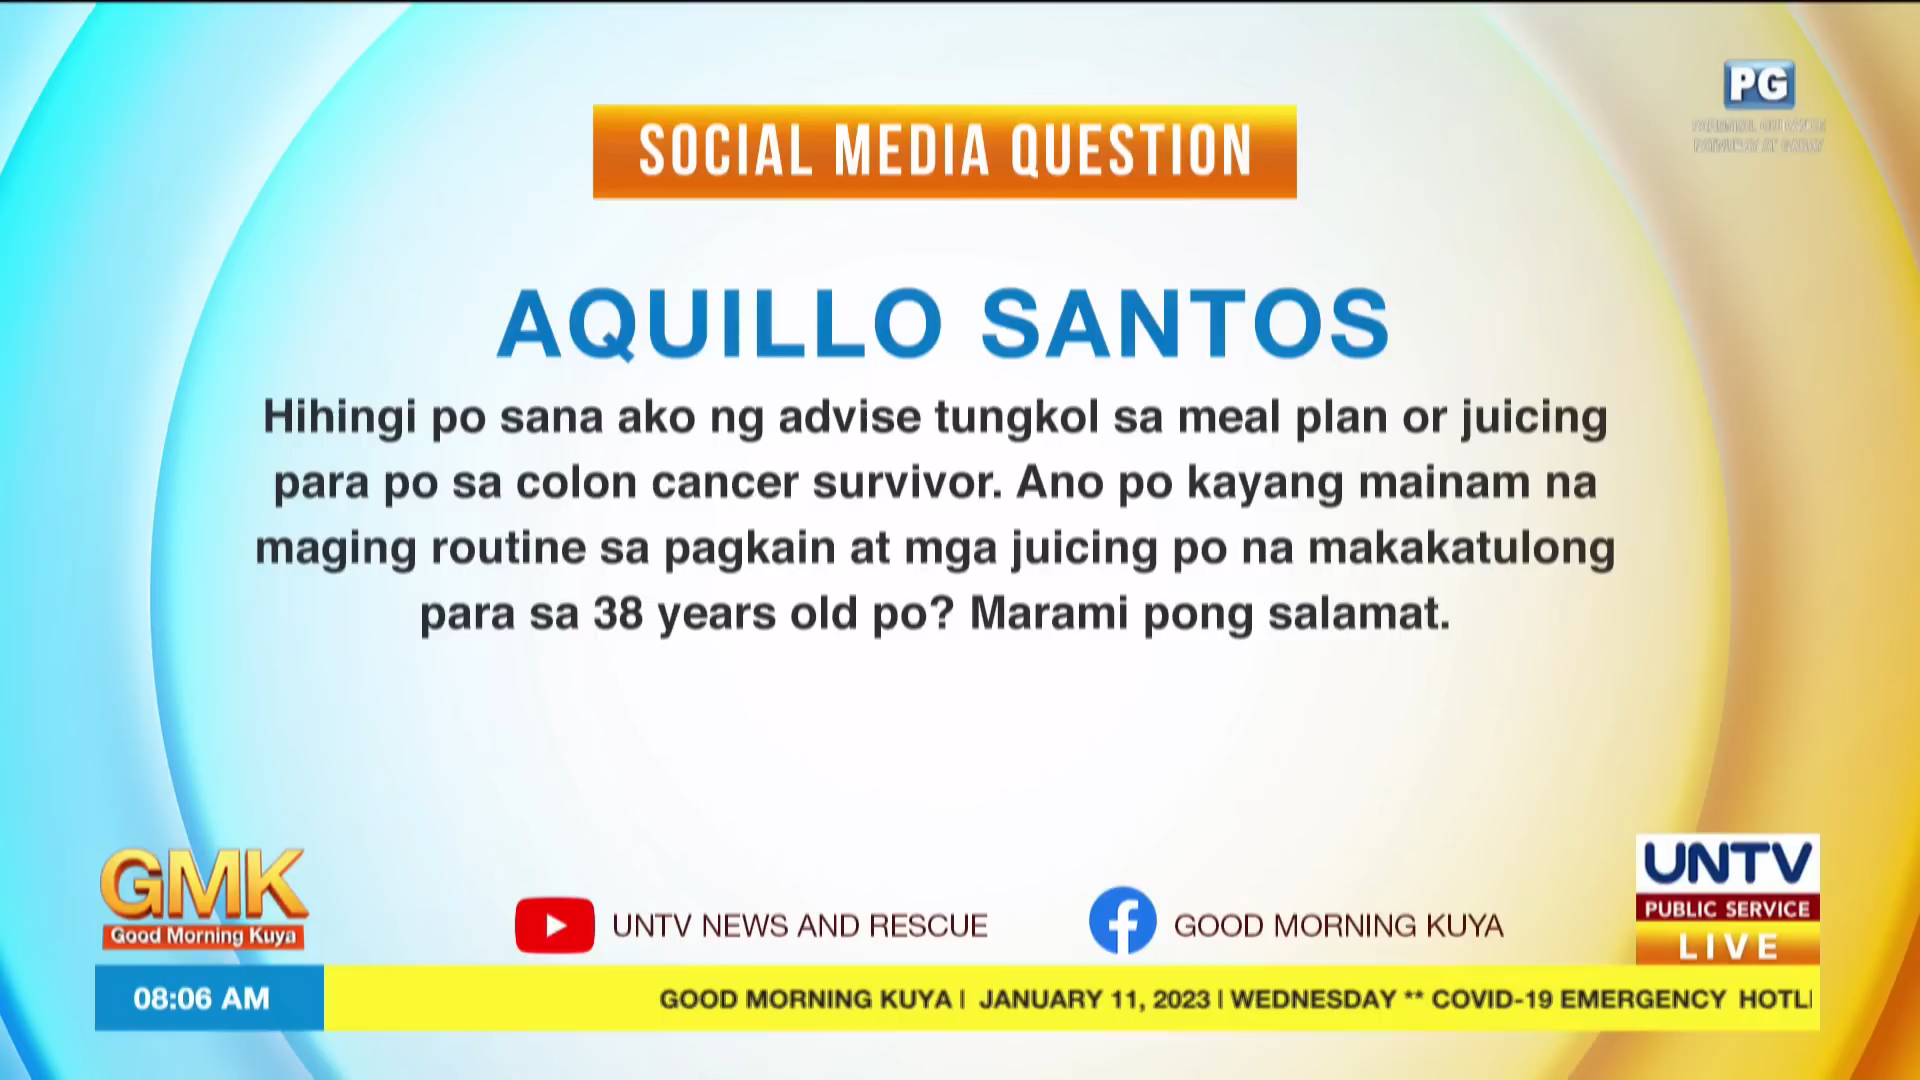 PG
SOCIAL MEDIA QUESTION
AQUILLO SANTOS
Hihingi po sana ako ng advise tungkol sa meal plan or juicing
para po sa colon cancer survivor. Ano po kayang mainam na
maging routine sa pagkain at mga juicing po na makakatulong
para sa 38 years old po? Marami pong salamat.
GMK
Good Morning Kuya
UNTV NEWS AND RESCUE
GOOD MORNING KUYA
UNTV
PUBLIC SERVICE
LIVE
08:06 AM
GOOD MORNING KUYA | JANUARY 11, 2023 | WEDNESDAY ** COVID-19 EMERGENCY